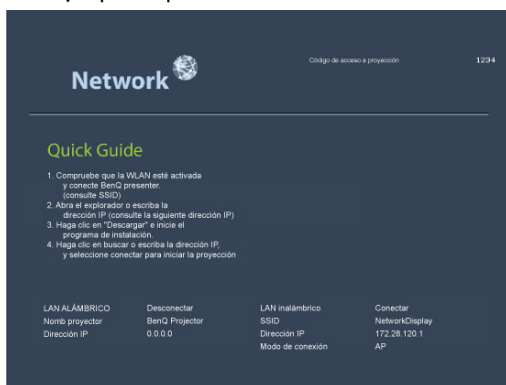 Código de acceso a proyección 1234
Network
Quick Guide
1. Compruebe que la WLAN esté activada
y conecte BenQ presenter.
(consulte SSID)
2. Abra el explorador o escriba la
dirección IP (consulte la siguiente dirección IP)
3. Haga clic en "Descargar" e inicie el
programa de instalación.
4. Haga clic en buscar o escriba la dirección IP,
y seleccione conectar para iniciar la proyección
LAN ALÁMBRICO Desconectar LAN inalámbrico Conectar
Nomb proyector BenQ Projector SSID NetworkDisplay
Dirección IP 0.0.0.0 Dirección IP 172.28.120.1
Modo de conexión AP